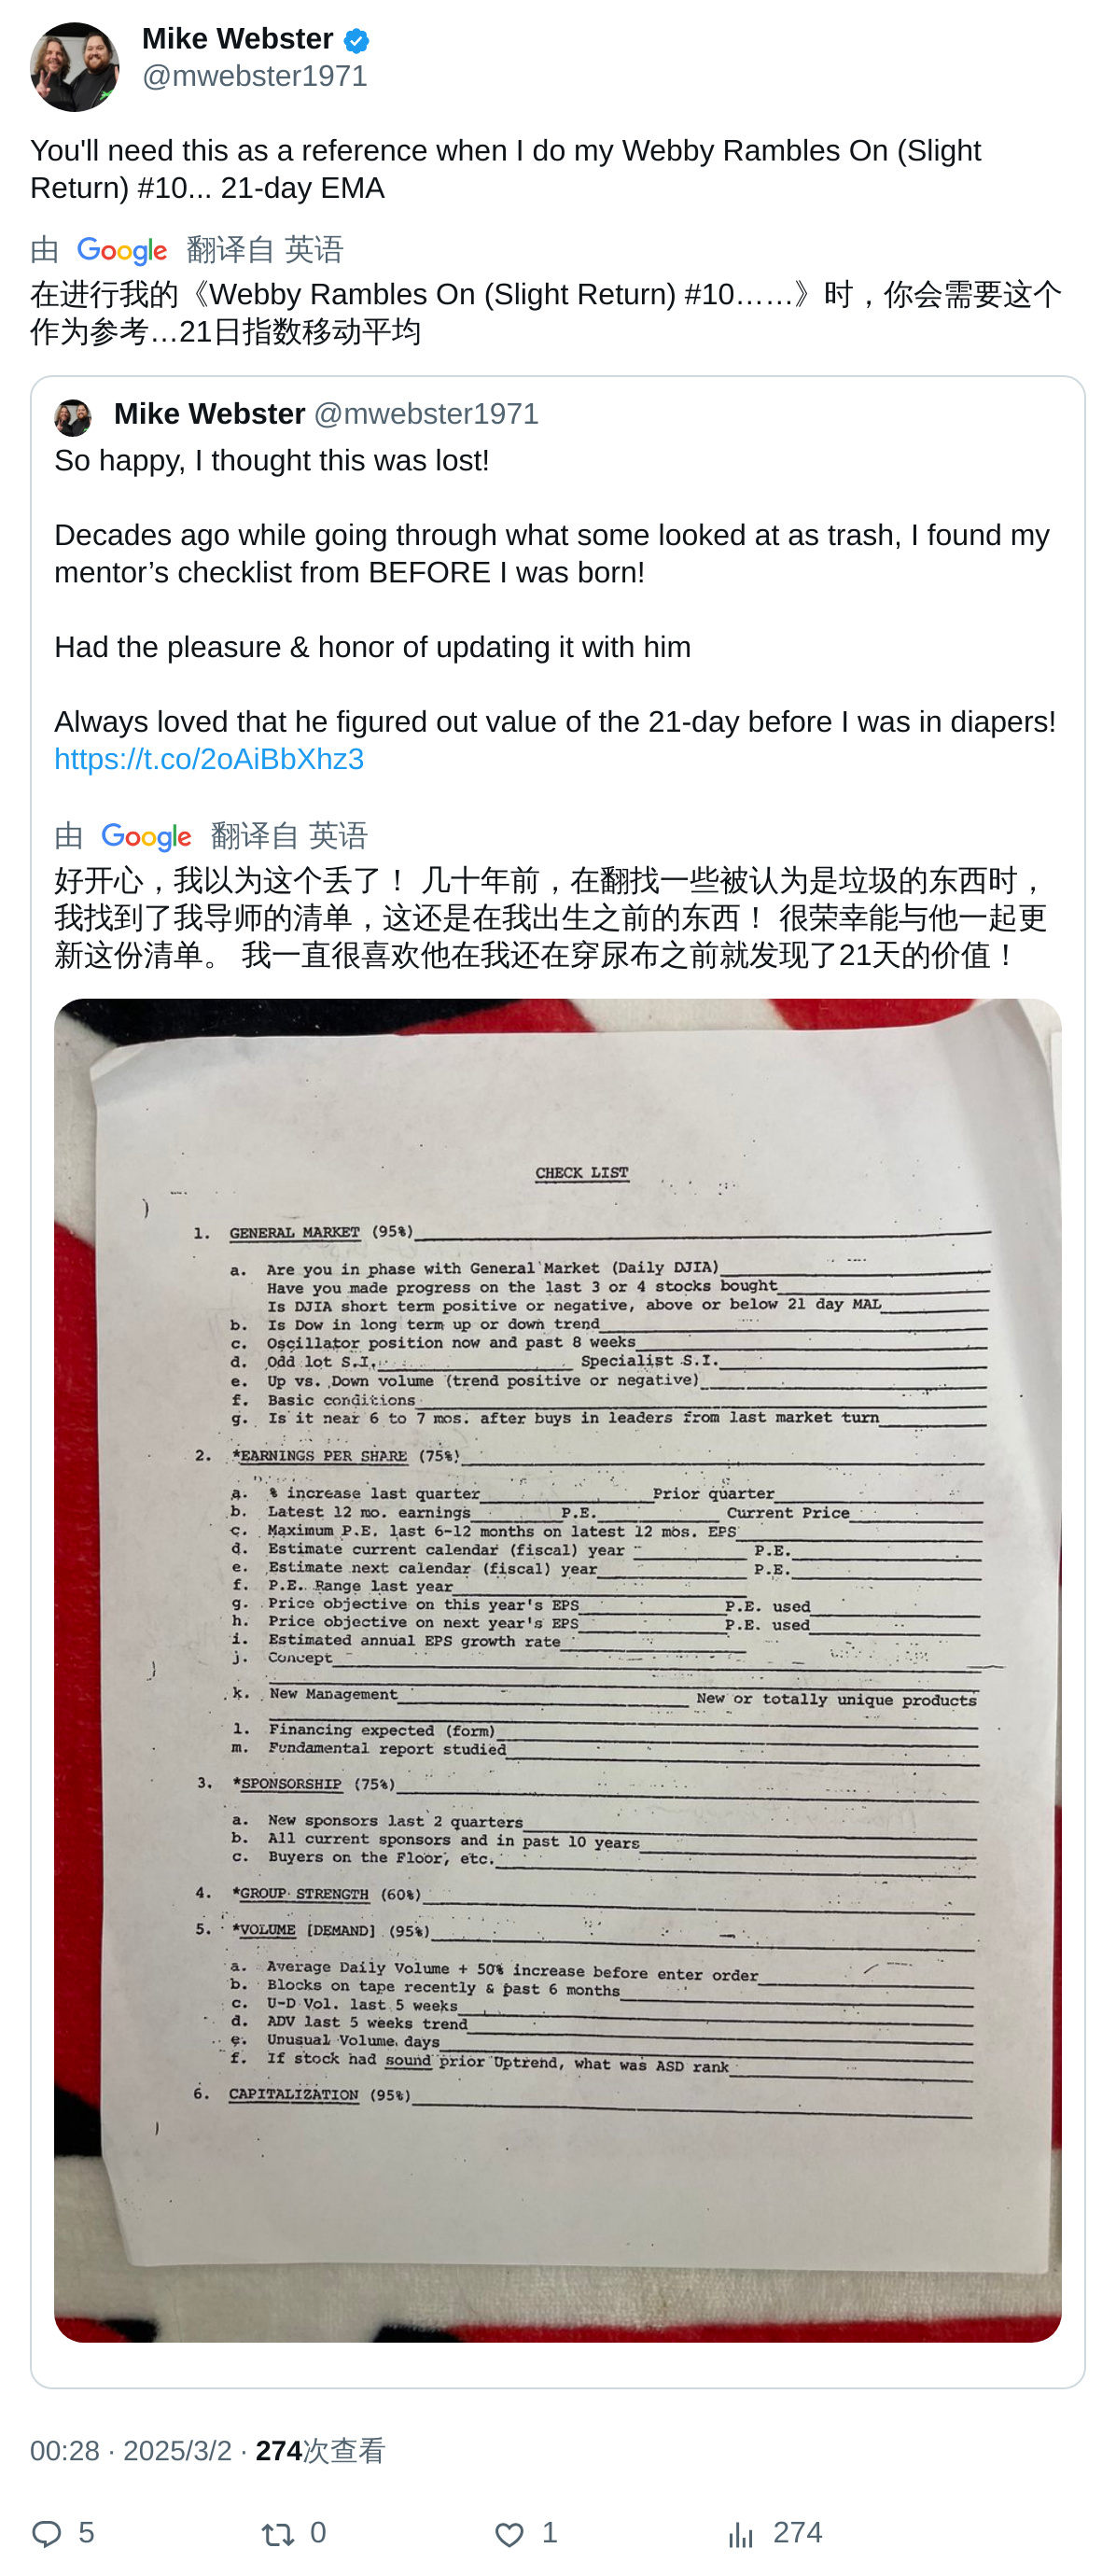 Mike Webster
@mwebster1971
You'll need this as a reference when I do my Webby Rambles On (Slight
Return) #10... 21-day EMA
由 Google 翻译自 英语
在进行我的《Webby Rambles On (Slight Return) #10……》时，你会需要这个
作为参考…21日指数移动平均
Mike Webster @mwebster1971
So happy, I thought this was lost!
Decades ago while going through what some looked at as trash, I found my
mentor’s checklist from BEFORE I was born!
Had the pleasure & honor of updating it with him
Always loved that he figured out value of the 21-day before I was in diapers!
https://t.co/2oAiBbXhz3
由 Google 翻译自 英语
好开心，我以为这个丢了！ 几十年前，在翻找一些被认为是垃圾的东西时，
我找到了我导师的清单，这还是在我出生之前的东西！ 很荣幸能与他一起更
新这份清单。 我一直很喜欢他在我还在穿尿布之前就发现了21天的价值！
CHECK LIST
1. GENERAL MARKET (95%)
a. Are you in phase with General Market (Daily DJIA)
Have you made progress on the last 3 or 4 stocks bought
Is DJIA short term positive or negative, above or below 21 day MAL
b. Is Dow in long term up or down trend
c. Oscillator position now and past 8 weeks
d. Odd lot S.I. Specialist S.I.
e. Up vs. Down volume (trend positive or negative)
f. Basic conditions
g. Is it near 6 to 7 mos. after buys in leaders from last market turn
2. *EARNINGS PER SHARE (75%)
a. % increase last quarter Prior quarter
b. Latest 12 mo. earnings P.E. Current Price
c. Maximum P.E. last 6-12 months on latest 12 mos. EPS
d. Estimate current calendar (fiscal) year P.E.
e. Estimate next calendar (fiscal) year P.E.
f. P.E. Range last year
g. Price objective on this year's EPS P.E. used
h. Price objective on next year's EPS P.E. used
i. Estimated annual EPS growth rate
j. Concept
k. New Management New or totally unique products
l. Financing expected (form)
m. Fundamental report studied
3. *SPONSORSHIP (75%)
a. New sponsors last 2 quarters
b. All current sponsors and in past 10 years
c. Buyers on the Floor, etc.
4. *GROUP STRENGTH (60%)
5. *VOLUME [DEMAND] (95%)
a. Average Daily Volume + 50% increase before enter order
b. Blocks on tape recently & past 6 months
c. U-D Vol. last 5 weeks
d. ADV last 5 weeks trend
e. Unusual Volume days
f. If stock had sound prior Uptrend, what was ASD rank
6. CAPITALIZATION (95%)
00:28 · 2025/3/2 · 274次查看
5 0 1 274